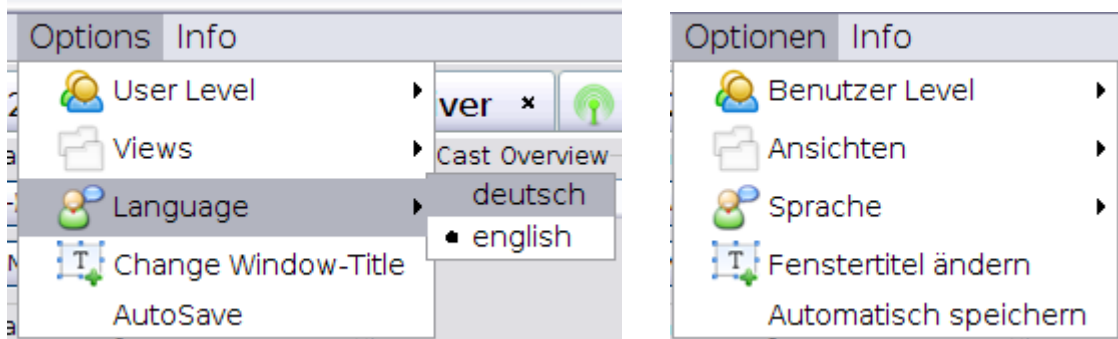 Options Info
User Level
ver ×
Views
Cast Overview
Language
deutsch
english
Change Window-Title
AutoSave
Optionen Info
Benutzer Level
Ansichten
Sprache
Fenstertitel ändern
Automatisch speichern